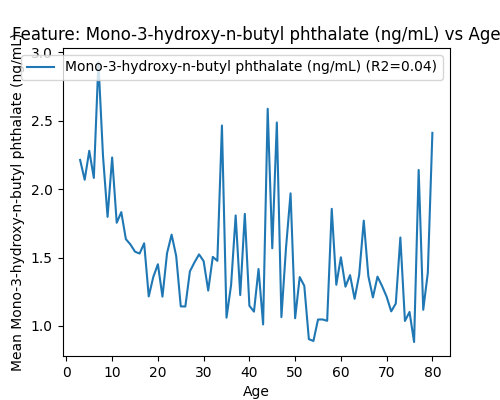 Feature: Mono-3-hydroxy-n-butyl phthalate (ng/mL) vs Age
Mono-3-hydroxy-n-butyl phthalate (ng/mL) (R2=0.04)
Mean Mono-3-hydroxy-n-butyl phthalate (ng/mL)
3.0
2.5
2.0
1.5
1.0
0 10 20 30 40 50 60 70 80
Age